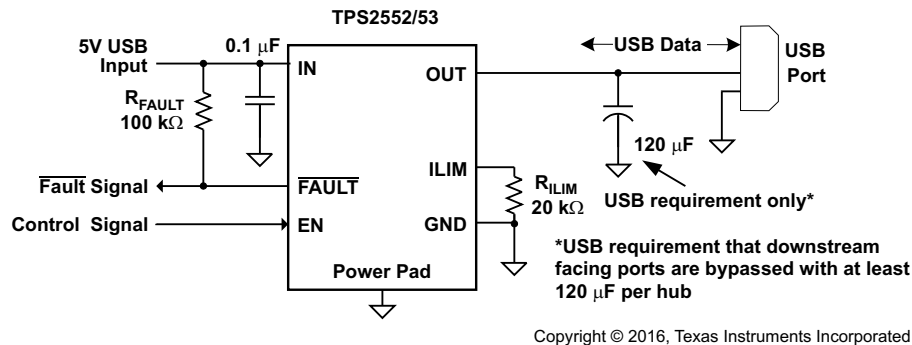 TPS2552/53
5V USB
Input
0.1 μF
IN
OUT
USB Data
USB
Port
RFAULT
100 kΩ
120 μF
Fault Signal
FAULT
ILIM
RILIM
20 kΩ
USB requirement only*
Control Signal
EN
GND
Power Pad
*USB requirement that downstream
facing ports are bypassed with at least
120 μF per hub
Copyright © 2016, Texas Instruments Incorporated